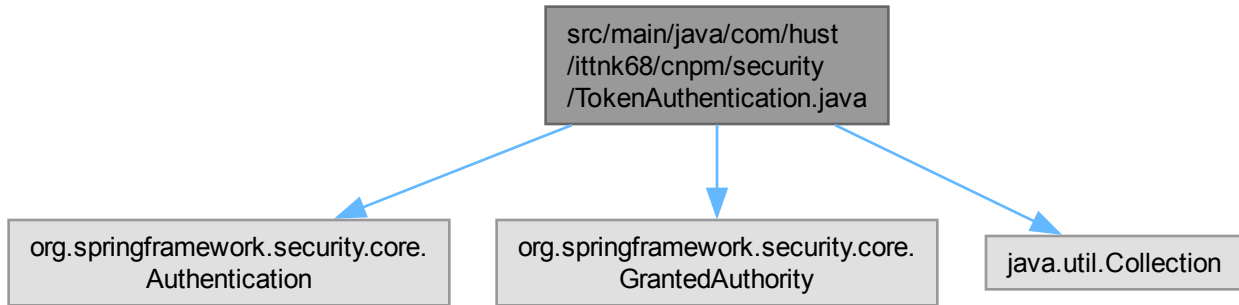 src/main/java/com/hust
/ittnk68/cnpm/security
/TokenAuthentication.java
org.springframework.security.core.
Authentication
org.springframework.security.core.
GrantedAuthority
java.util.Collection